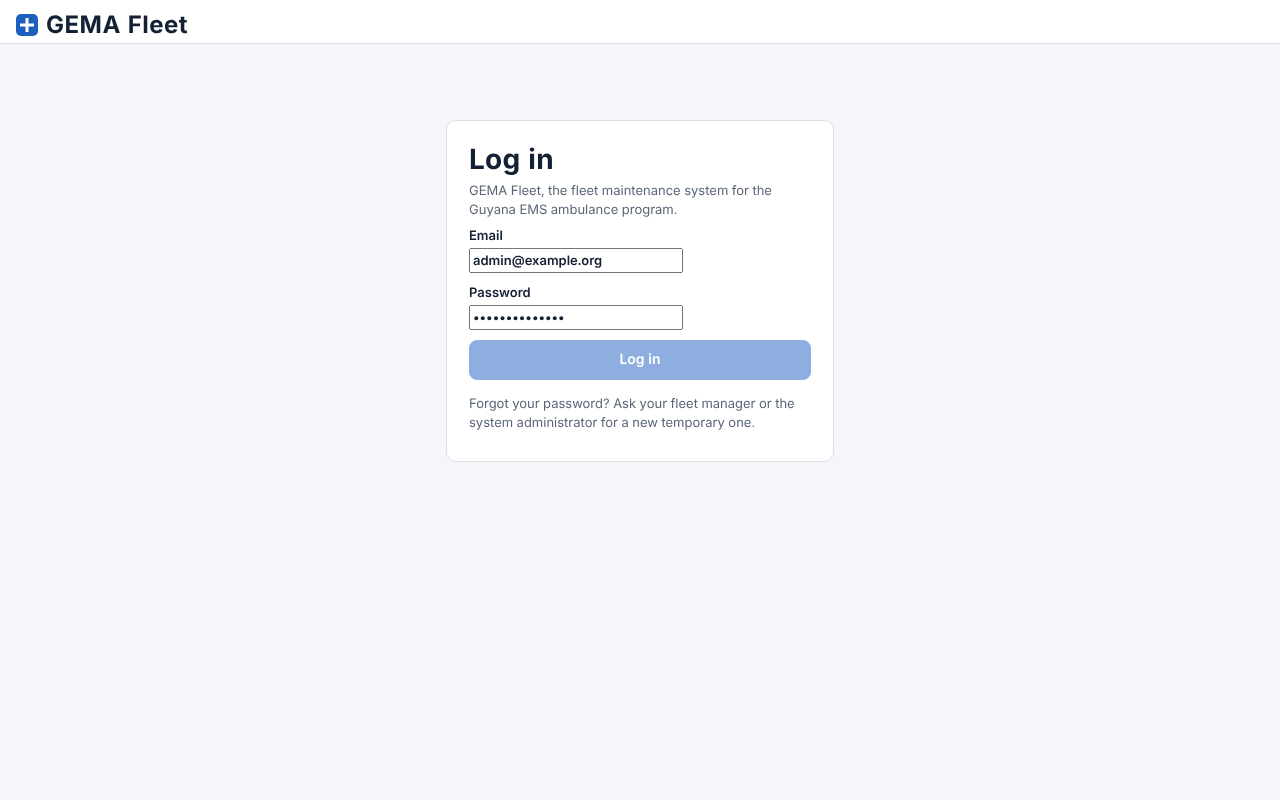 GEMA Fleet
Log in
GEMA Fleet, the fleet maintenance system for the
Guyana EMS ambulance program.
Email
admin@example.org
Password
••••••••••••••
Log in
Forgot your password? Ask your fleet manager or the
system administrator for a new temporary one.